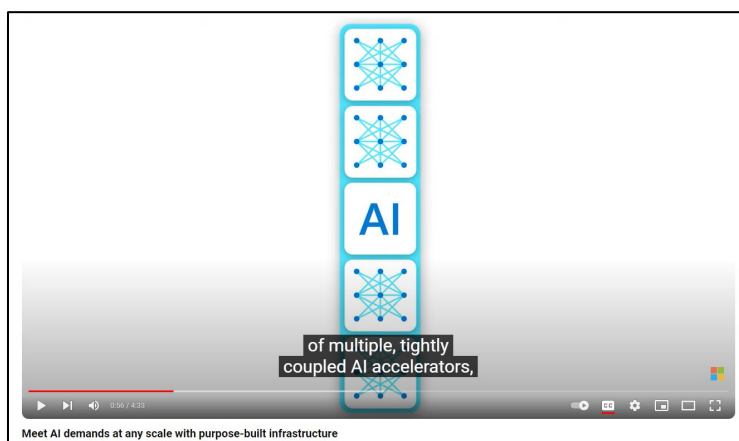 AI
of multiple, tightly
coupled AI accelerators,
0:56 / 4:33
CC
Meet AI demands at any scale with purpose-built infrastructure